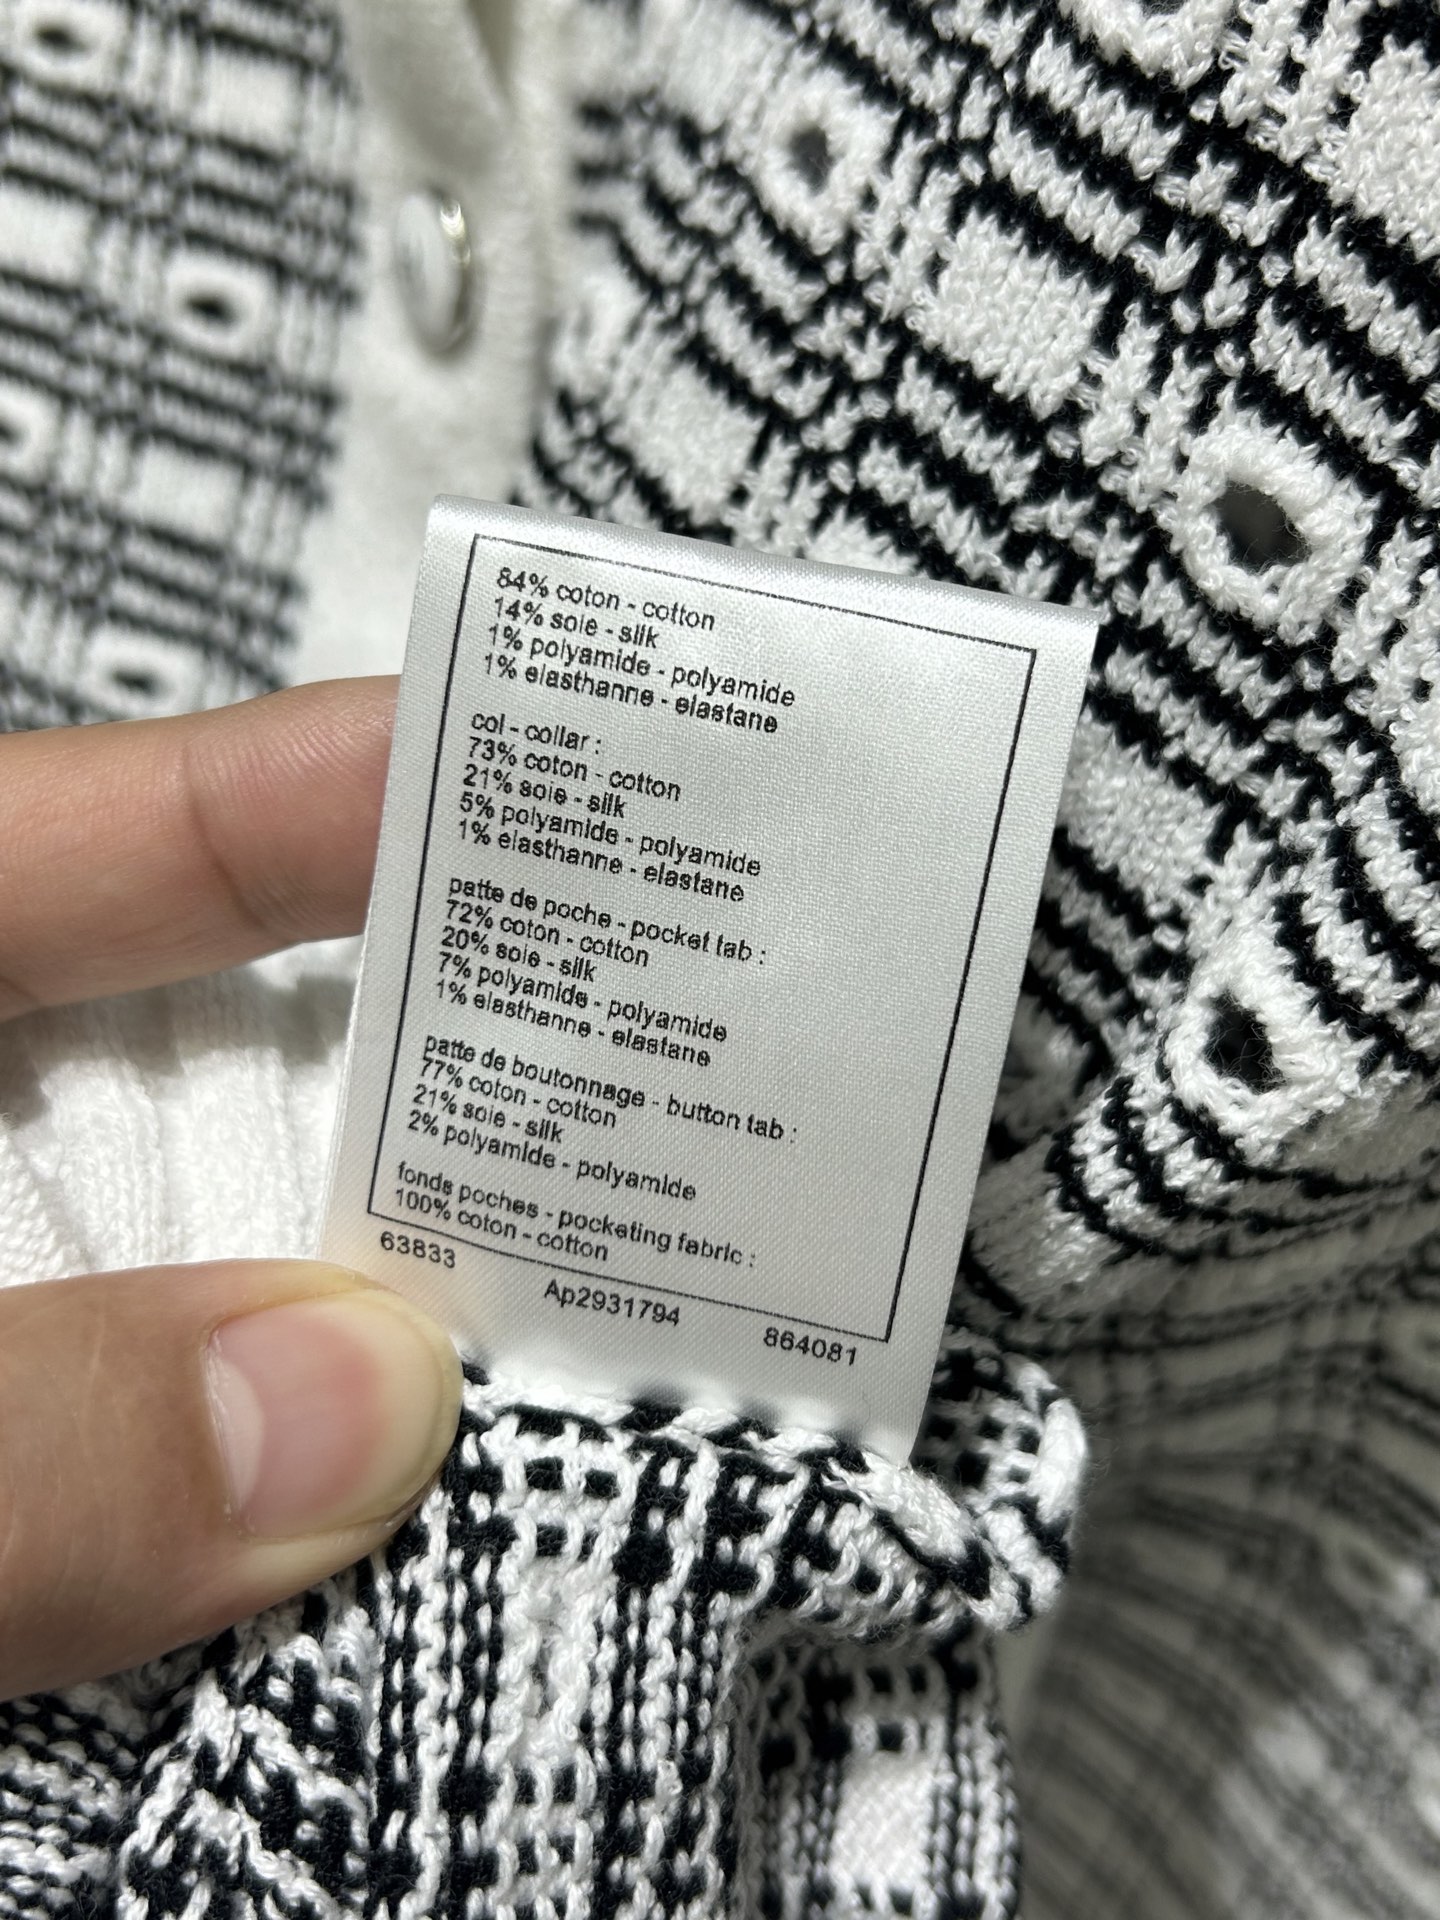 84% coton - cotton
14% soie - silk
1% polyamide - polyamide
1% elasthanne - elastane
col - collar :
73% coton - cotton
21% soie - silk
5% polyamide - polyamide
1% elasthanne - elastane
patte de poche - pocket tab :
72% coton - cotton
20% soie - silk
7% polyamide - polyamide
1% elasthanne - elastane
patte de boutonnage - button tab :
77% coton - cotton
21% soie - silk
2% polyamide - polyamide
fonds poches - pocketing fabric :
100% coton - cotton
63833 Ap2931794 864081